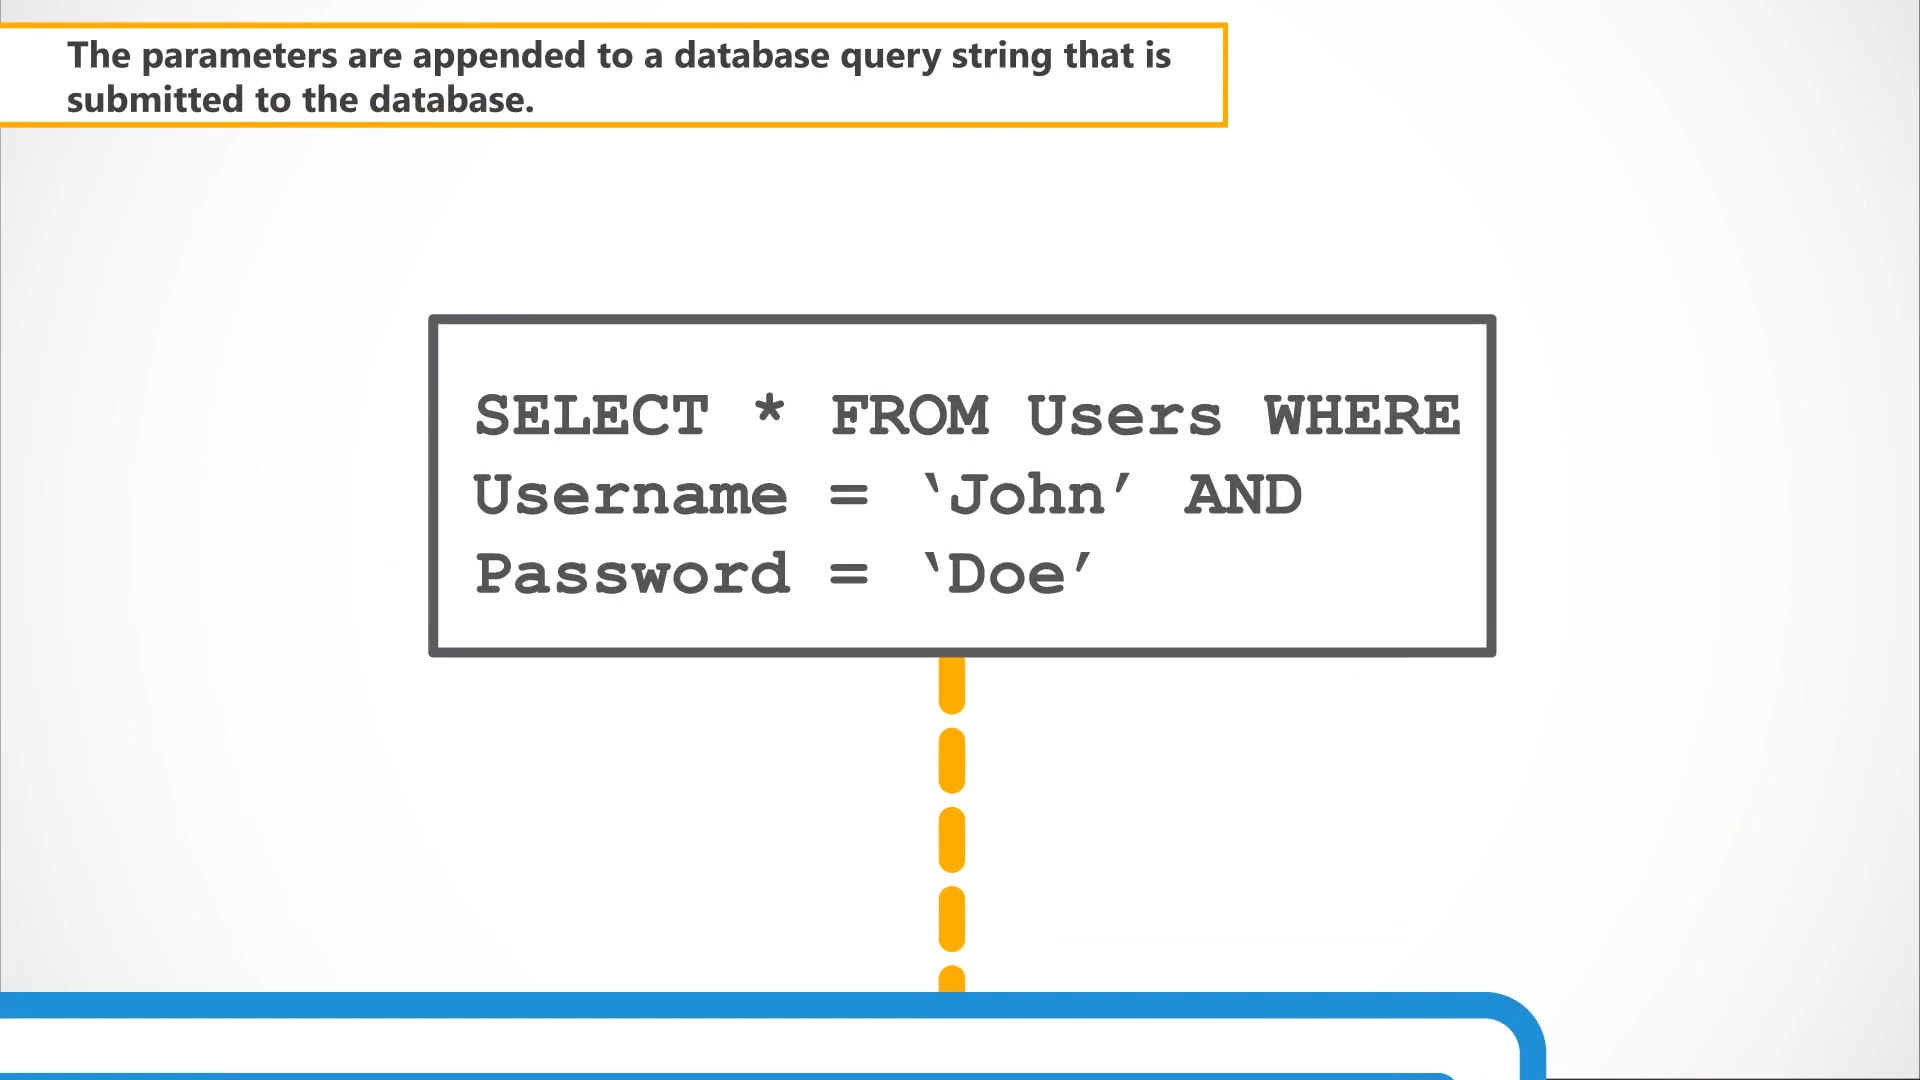 The parameters are appended to a database query string that is
submitted to the database.
SELECT * FROM Users WHERE
Username = ‘John’ AND
Password = ‘Doe’